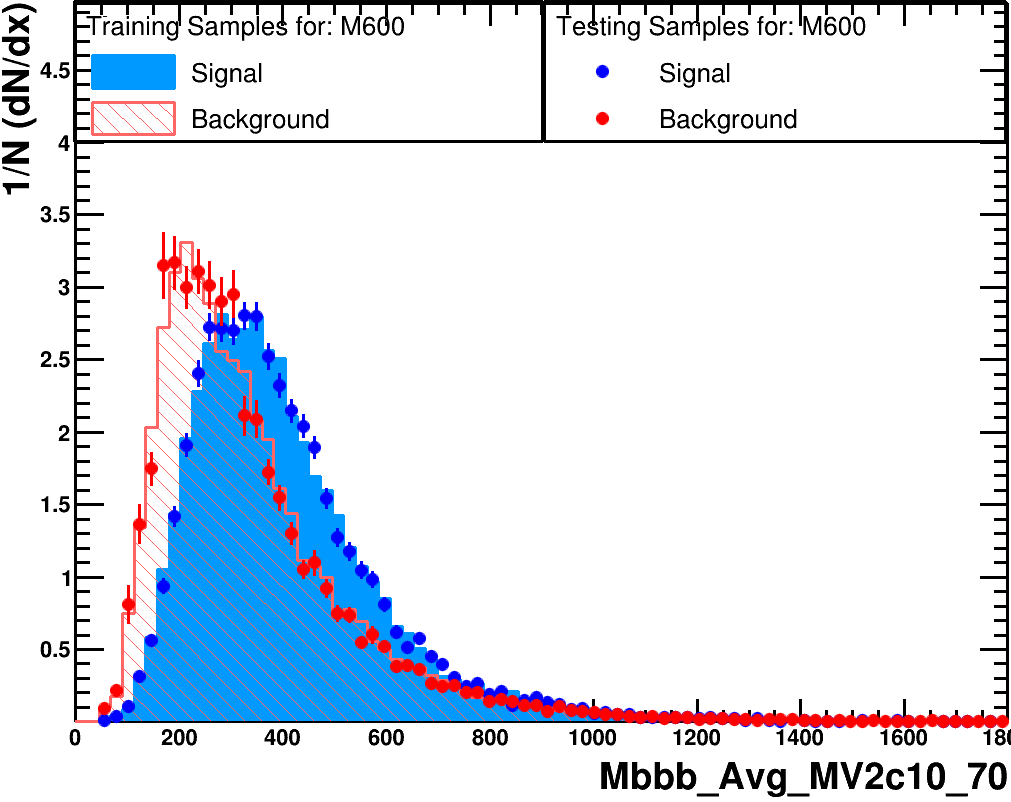 Training Samples for: M600
Signal
Background
Testing Samples for: M600
Signal
Background
1/N (dN/dx)
4.5
4
3.5
3
2.5
2
1.5
1
0.5
0 200 400 600 800 1000 1200 1400 1600 180
Mbbb_Avg_MV2c10_70